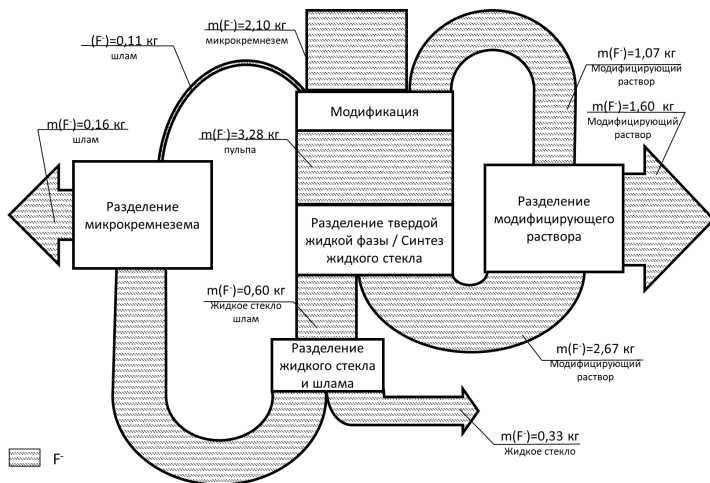 (F-)=0,11 кг
шлам
m(F-)=2,10 кг
микрокремнезем
m(F-)=1,07 кг
Модифицирующий
раствор
m(F-)=1,60 кг
Модифицирующий
раствор
m(F-)=0,16 кг
шлам
Модификация
m(F-)=3,28 кг
пульпа
Разделение
микрокремнезема
Разделение твердой
жидкой фазы / Синтез
жидкого стекла
Разделение
модифицирующего
раствора
m(F-)=0,60 кг
Жидкое стекло
шлам
Разделение
жидкого стекла
и шлама
m(F-)=2,67 кг
Модифицирующий
раствор
m(F-)=0,33 кг
Жидкое стекло
F-